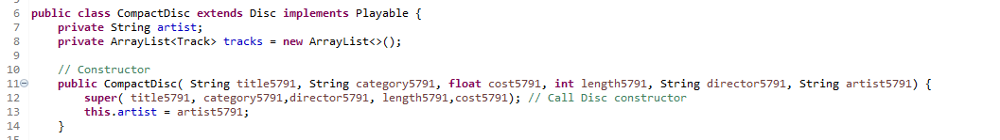 6 public class CompactDisc extends Disc implements Playable {
7     private String artist;
8     private ArrayList<Track> tracks = new ArrayList<>();
9
10     // Constructor
11     public CompactDisc( String title5791, String category5791, float cost5791, int length5791, String director5791, String artist5791) {
12         super( title5791, category5791,director5791, length5791,cost5791); // Call Disc constructor
13         this.artist = artist5791;
14     }